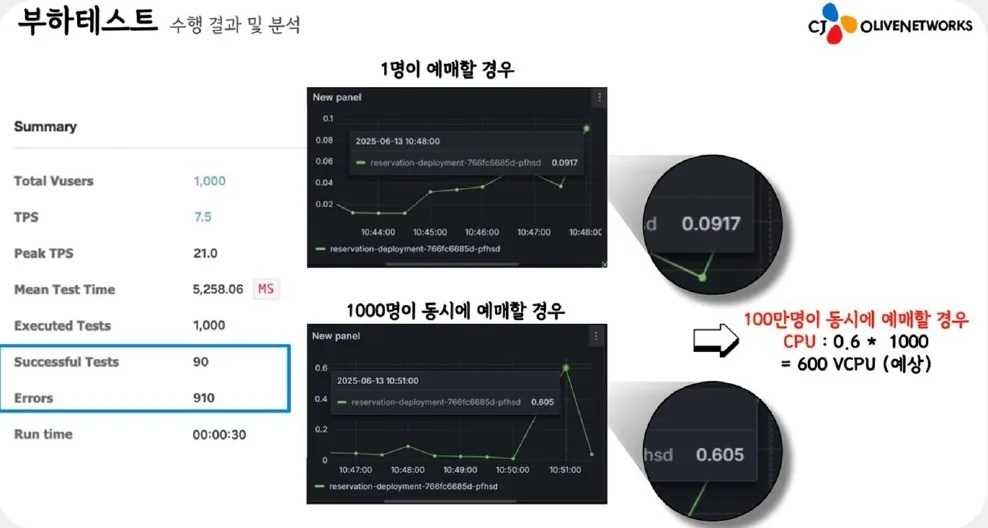 부하테스트 수행 결과 및 분석
CJ OLIVENETWORKS
Summary
Total Vusers 1,000
TPS 7.5
Peak TPS 21.0
Mean Test Time 5,258.06 MS
Executed Tests 1,000
Successful Tests 90
Errors 910
Run time 00:00:30
1명이 예매할 경우
New panel
0.1
0.08
0.06
0.04
0.02
2025-06-13 10:48:00
reservation-deployment-766fc6685d-pfhsd 0.0917
10:44:00 10:45:00 10:46:00 10:47:00 10:48:00
reservation-deployment-766fc6685d-pfhsd
sd 0.0917
1000명이 동시에 예매할 경우
New panel
0.6
0.4
0.2
0
2025-06-13 10:51:00
reservation-deployment-766fc6685d-pfhsd 0.605
10:47:00 10:48:00 10:49:00 10:50:00 10:51:00
reservation-deployment-766fc6685d-pfhsd
hsd 0.605
100만명이 동시에 예매할 경우
CPU : 0.6 * 1000
= 600 VCPU (예상)